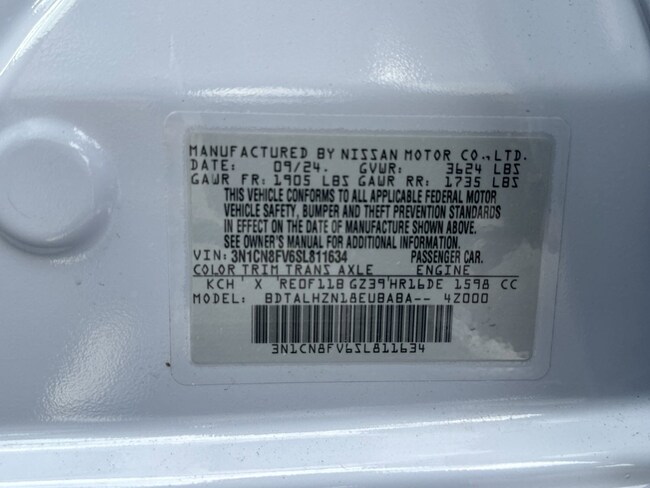 MANUFACTURED BY NISSAN MOTOR CO.,LTD.
DATE: 09/24. GVWR: 3624 LBS
GAWR FR: 1905 LBS GAWR RR: 1735 LBS
THIS VEHICLE CONFORMS TO ALL APPLICABLE FEDERAL MOTOR
VEHICLE SAFETY, BUMPER AND THEFT PREVENTION STANDARDS
IN EFFECT ON THE DATE OF MANUFACTURE SHOWN ABOVE.
SEE OWNER'S MANUAL FOR ADDITIONAL INFORMATION.
VIN: 3N1CN8FV6SL811634 PASSENGER CAR.
COLOR TRIM TRANS AXLE ENGINE
KCH ' X 'RE0F11B GZ39'HR16DE 1598 CC
MODEL: BDTALHZN18EUBABA-- 4Z000
3N1CN8FV6SL811634